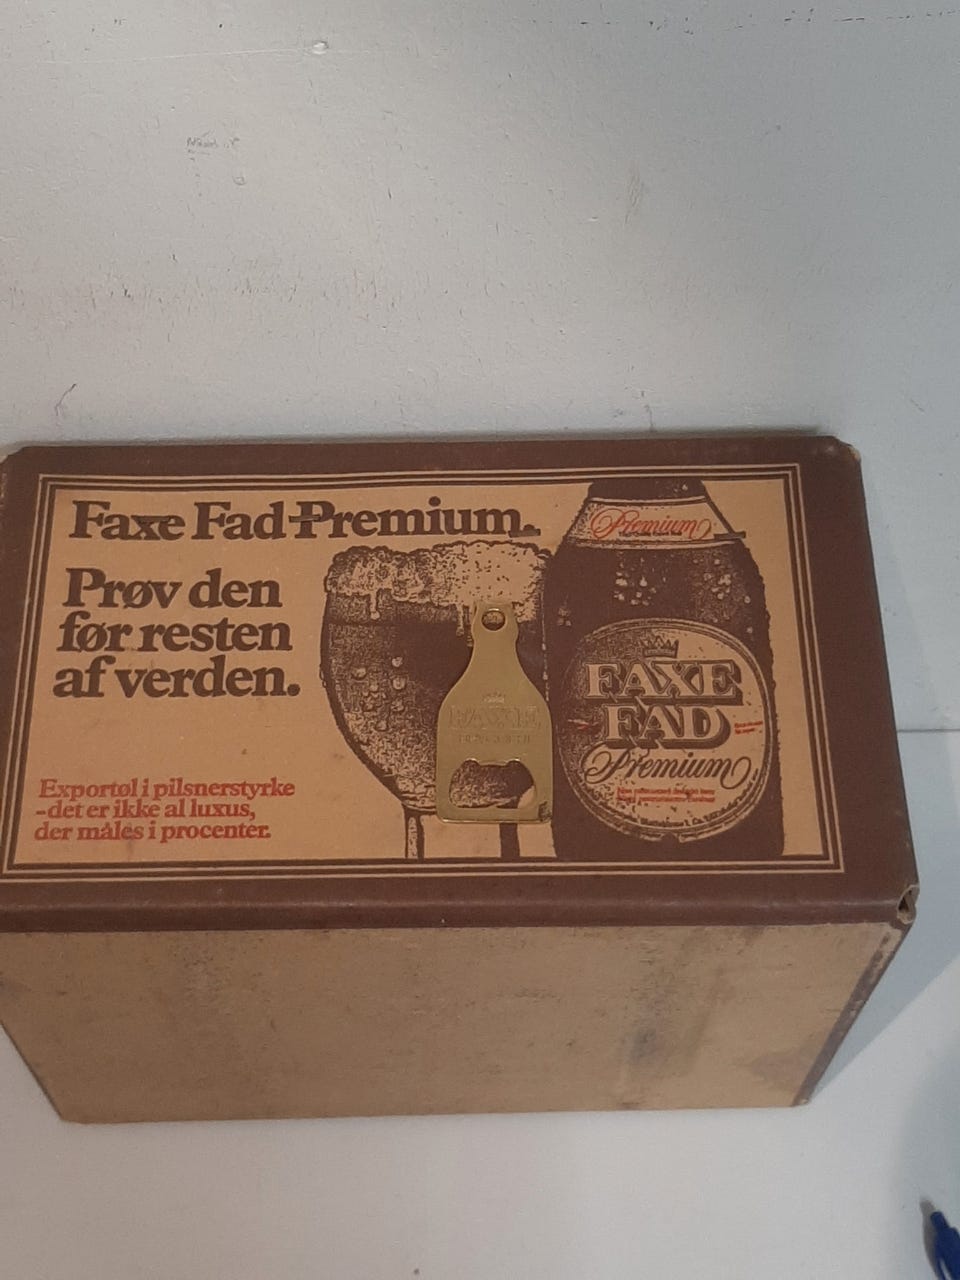 Faxe Fad-Premium.
Prøv den
før resten
af verden.
Exportøl i pilsnerstyrke
-det er ikke al luxus,
der måles i procenter.
Premium
FAXE
FAD
Premium
FAXE